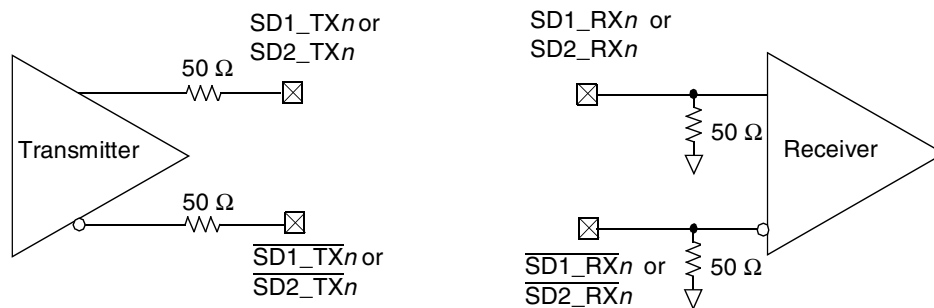 SD1_TXn or
SD2_TXn
50 Ω
Transmitter
50 Ω
SD1_TXn or
SD2_TXn
SD1_RXn or
SD2_RXn
50 Ω
Receiver
SD1_RXn or
SD2_RXn
50 Ω